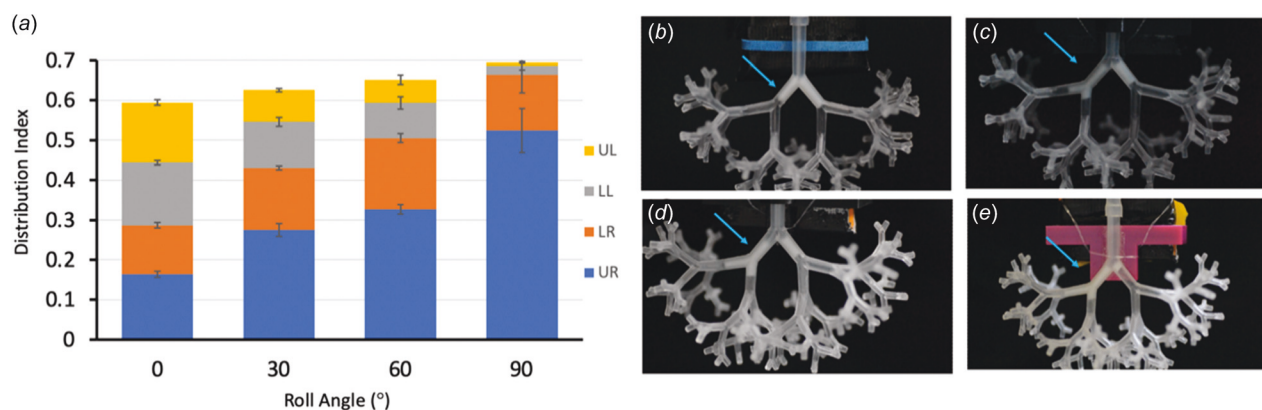 (a)
0.7
0.6
0.5
0.4
0.3
0.2
0.1
0
Distribution Index
0
30
60
90
Roll Angle (°)
UL
LL
LR
UR
(b)
(c)
(d)
(e)